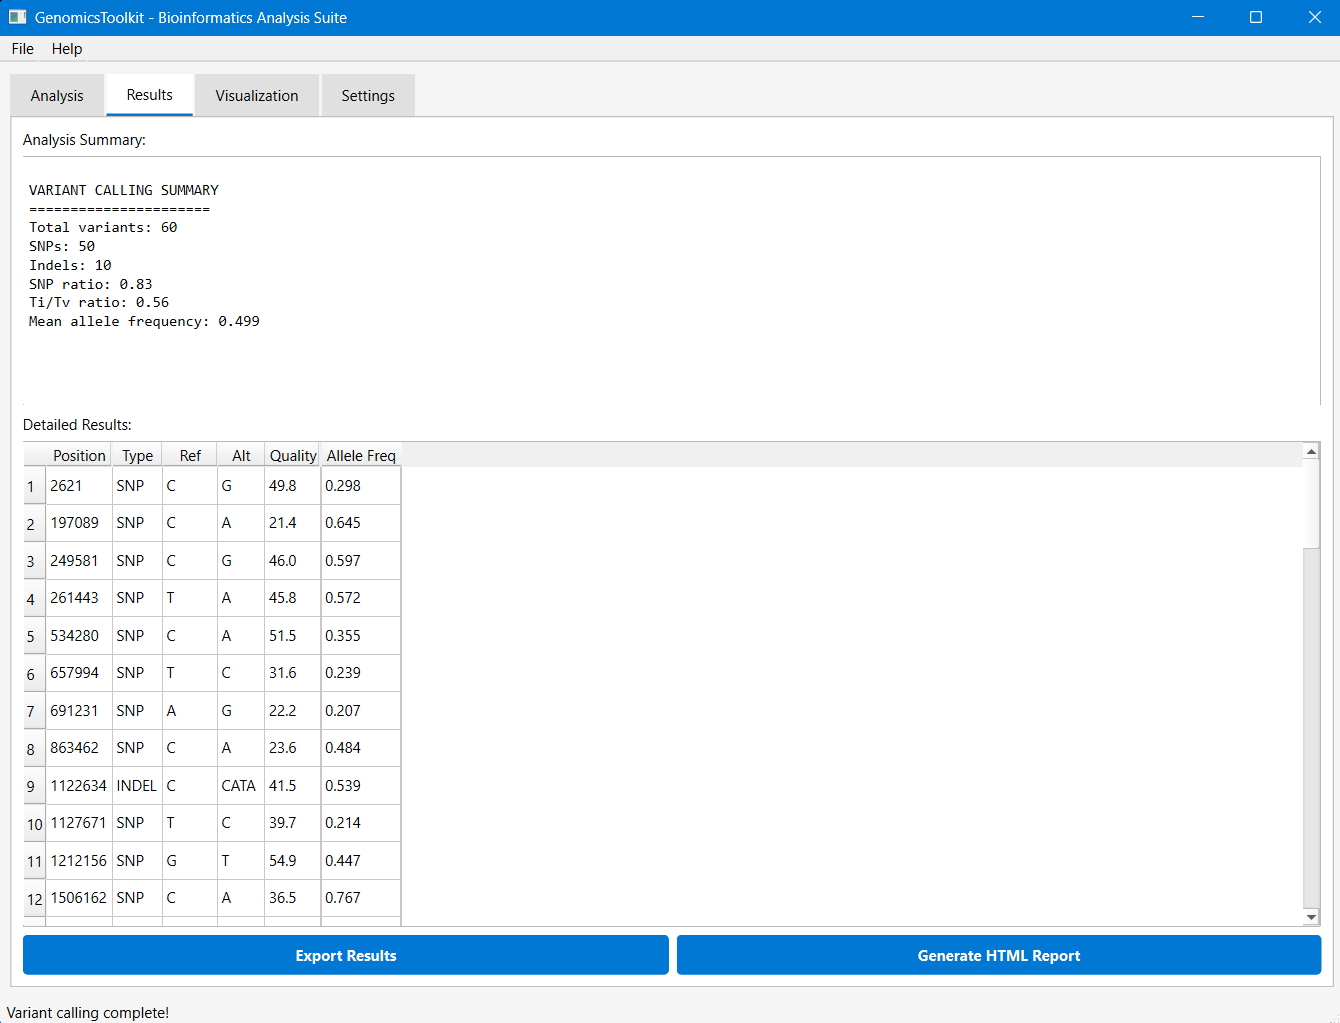 GenomicsToolkit - Bioinformatics Analysis Suite
File Help
Analysis Results Visualization Settings
Analysis Summary:
VARIANT CALLING SUMMARY
======================
Total variants: 60
SNPs: 50
Indels: 10
SNP ratio: 0.83
Ti/Tv ratio: 0.56
Mean allele frequency: 0.499
Detailed Results:
Position Type Ref Alt Quality Allele Freq
1 2621 SNP C G 49.8 0.298
2 197089 SNP C A 21.4 0.645
3 249581 SNP C G 46.0 0.597
4 261443 SNP T A 45.8 0.572
5 534280 SNP C A 51.5 0.355
6 657994 SNP T C 31.6 0.239
7 691231 SNP A G 22.2 0.207
8 863462 SNP C A 23.6 0.484
9 1122634 INDEL C CATA 41.5 0.539
10 1127671 SNP T C 39.7 0.214
11 1212156 SNP G T 54.9 0.447
12 1506162 SNP C A 36.5 0.767
Export Results Generate HTML Report
Variant calling complete!